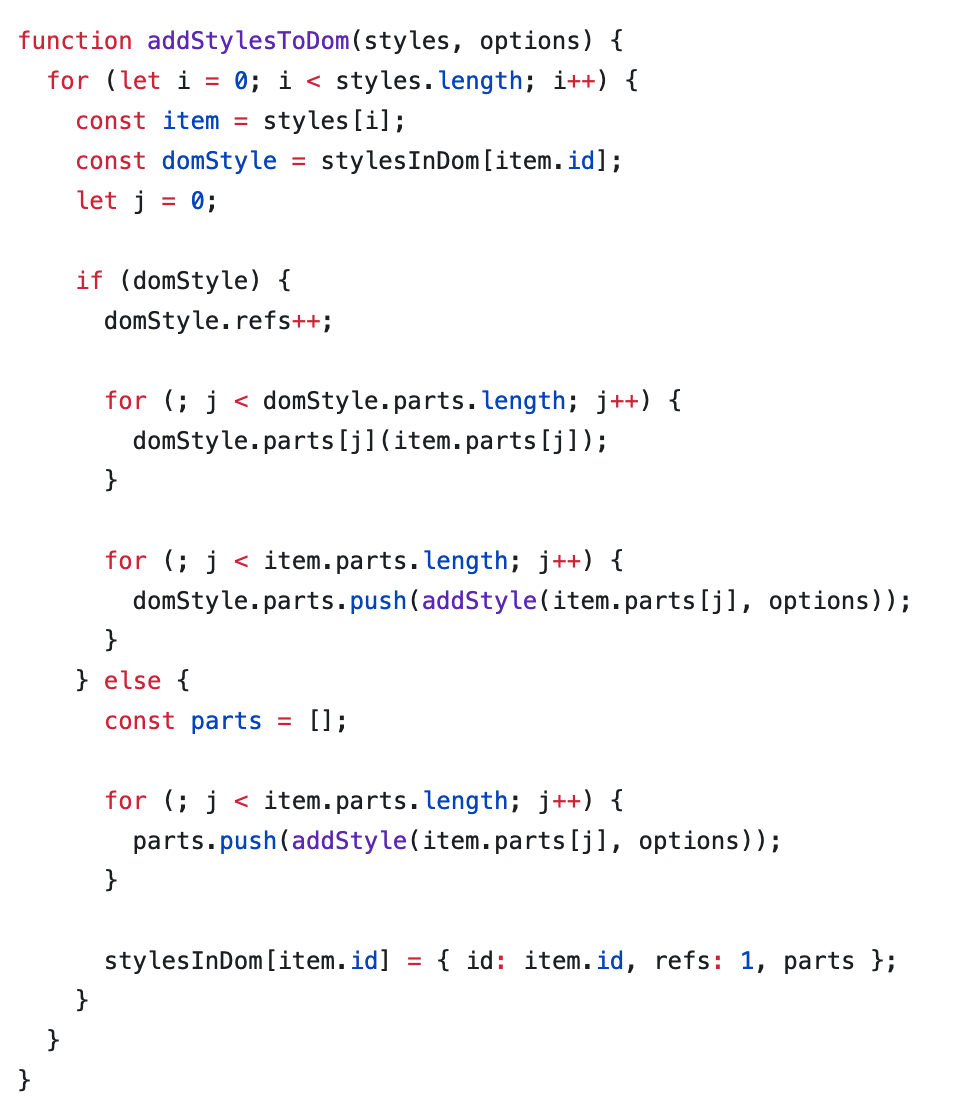 function addStylesToDom(styles, options) {
  for (let i = 0; i < styles.length; i++) {
    const item = styles[i];
    const domStyle = stylesInDom[item.id];
    let j = 0;

    if (domStyle) {
      domStyle.refs++;

      for (; j < domStyle.parts.length; j++) {
        domStyle.parts[j](item.parts[j]);
      }

      for (; j < item.parts.length; j++) {
        domStyle.parts.push(addStyle(item.parts[j], options));
      }
    } else {
      const parts = [];

      for (; j < item.parts.length; j++) {
        parts.push(addStyle(item.parts[j], options));
      }

      stylesInDom[item.id] = { id: item.id, refs: 1, parts };
    }
  }
}